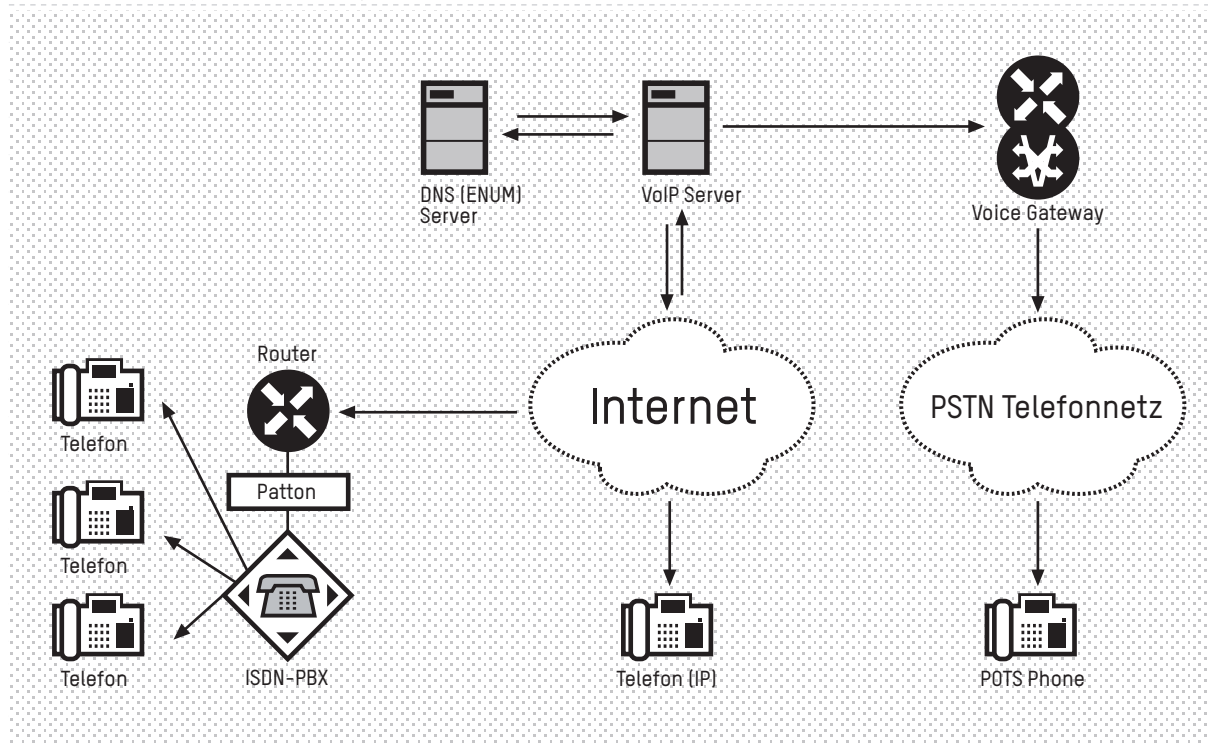 DNS (ENUM)
Server
VoIP Server
Voice Gateway
Router
Internet
PSTN Telefonnetz
Telefon
Patton
Telefon
Telefon
ISDN-PBX
Telefon (IP)
POTS Phone